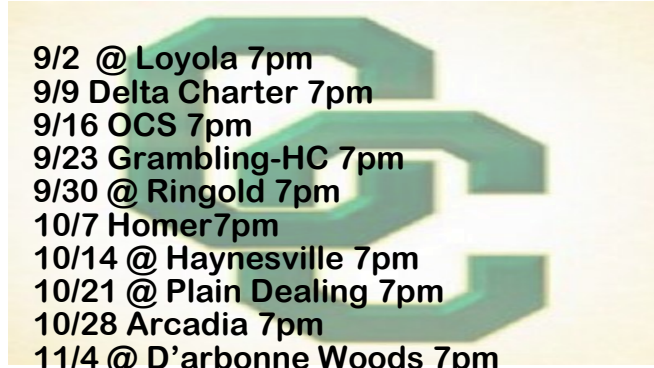 9/2 @ Loyola 7pm
9/9 Delta Charter 7pm
9/16 OCS 7pm
9/23 Grambling-HC 7pm
9/30 @ Ringold 7pm
10/7 Homer7pm
10/14 @ Haynesville 7pm
10/21 @ Plain Dealing 7pm
10/28 Arcadia 7pm
11/4 @ D’arbonne Woods 7pm